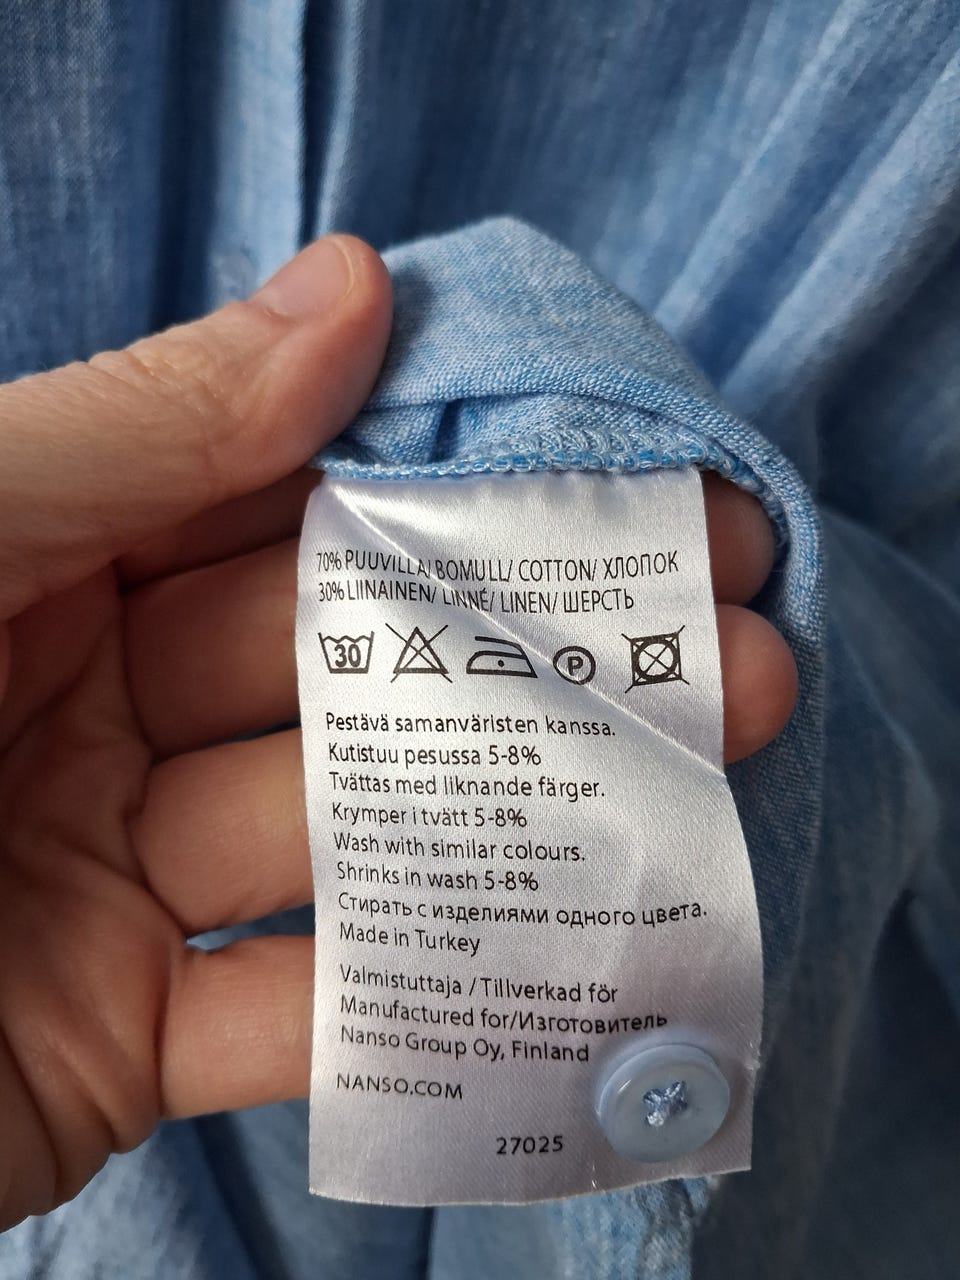 70% PUUVILLA/ BOMULL/ COTTON/ ХЛОПОК
30% LIINAINEN/ LINNÉ/ LINEN/ ШЕРСТЬ
30 P
Pestävä samanväristen kanssa.
Kutistuu pesussa 5-8%
Tvättas med liknande färger.
Krymper i tvätt 5-8%
Wash with similar colours.
Shrinks in wash 5-8%
Стирать с изделиями одного цвета.
Made in Turkey
Valmistuttaja / Tillverkad för
Manufactured for/Изготовитель
Nanso Group Oy, Finland
NANSO.COM
27025